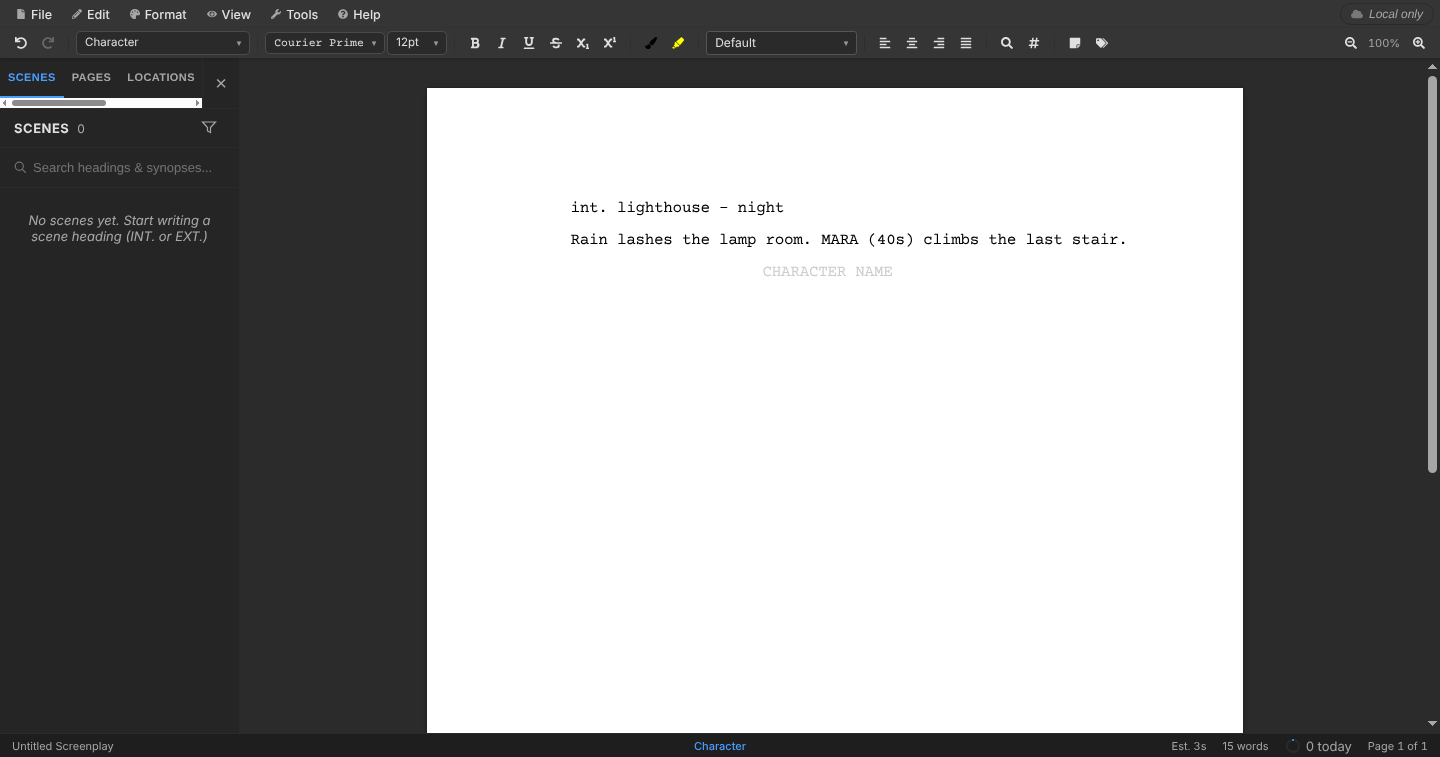 File Edit Format View Tools Help Local only
Character Courier Prime 12pt B I U S X₁ X¹ Default 100%
SCENES PAGES LOCATIONS
SCENES 0
Search headings & synopses...
No scenes yet. Start writing a
scene heading (INT. or EXT.)
int. lighthouse - night
Rain lashes the lamp room. MARA (40s) climbs the last stair.
CHARACTER NAME
Untitled Screenplay Character Est. 3s 15 words 0 today Page 1 of 1